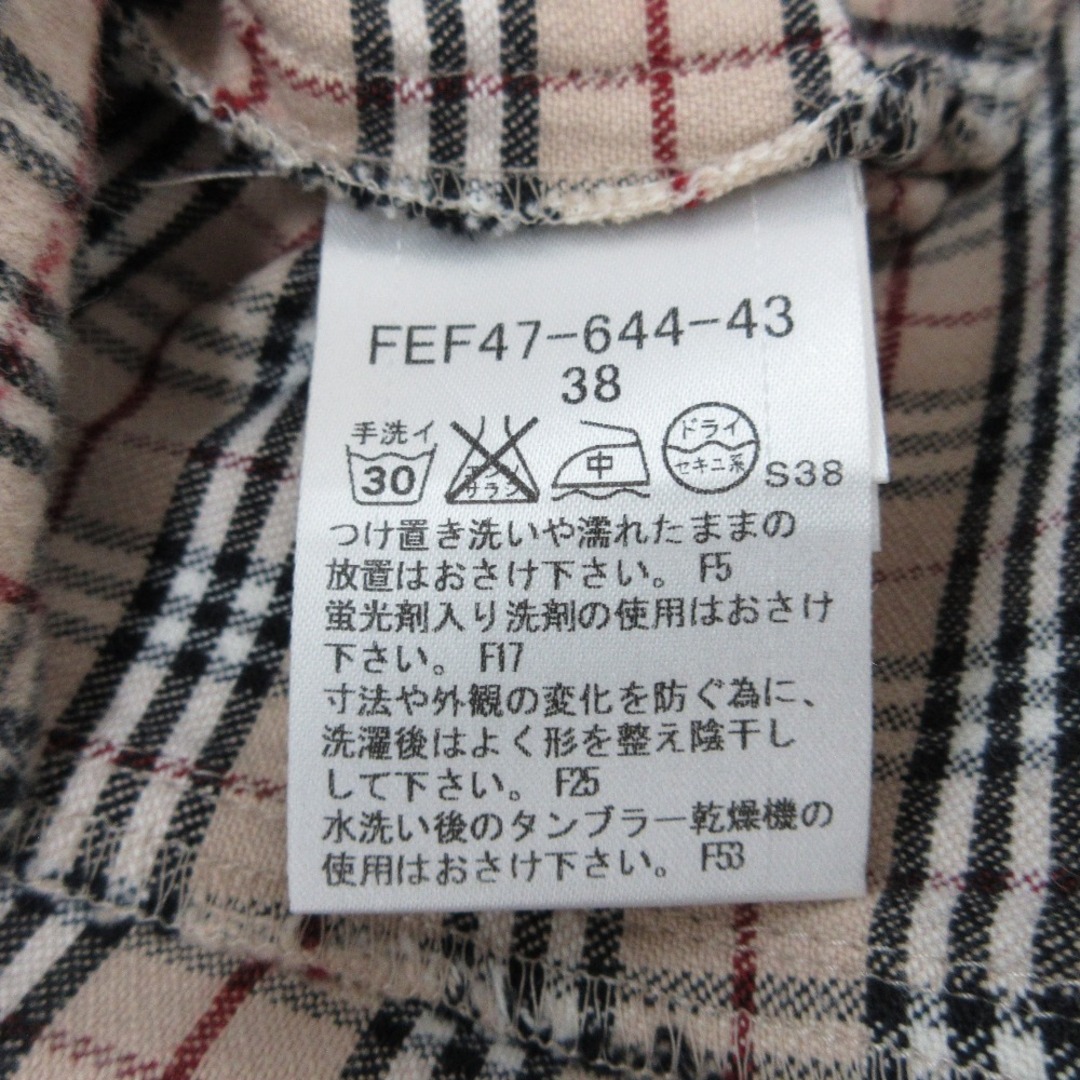 FEF47-644-43
38
手洗イ
30
エンソ
サラシ
中
ドライ
セキユ系
S38
つけ置き洗いや濡れたままの
放置はおさけ下さい。 F5
蛍光剤入り洗剤の使用はおさけ
下さい。 F17
寸法や外観の変化を防ぐ為に、
洗濯後はよく形を整え陰干し
して下さい。 F25
水洗い後のタンブラー乾燥機の
使用はおさけ下さい。 F53